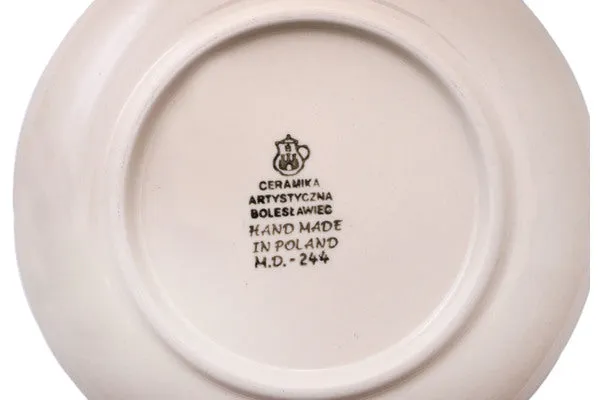 CERAMIKA
ARTYSTYCZNA
BOLESŁAWIEC
HAND MADE
IN POLAND
M.D. - 244